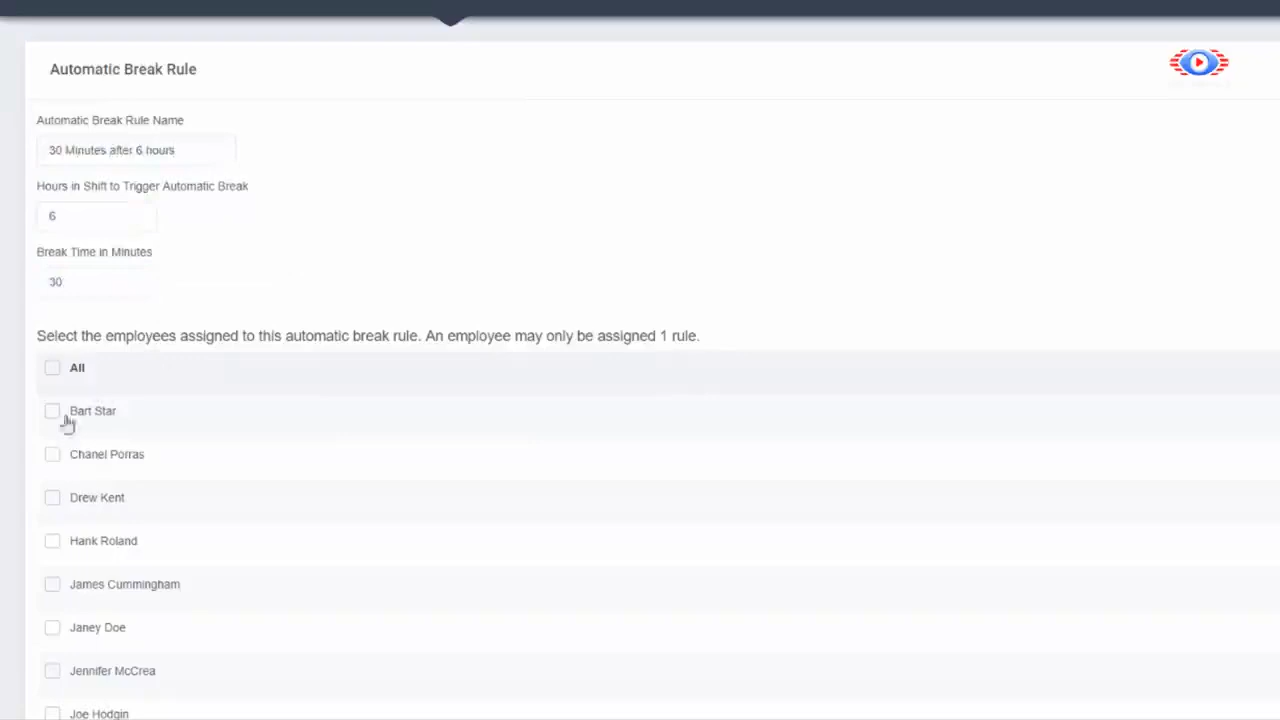 Automatic Break Rule
Automatic Break Rule Name
30 Minutes after 6 hours
Hours in Shift to Trigger Automatic Break
6
Break Time in Minutes
30
Select the employees assigned to this automatic break rule. An employee may only be assigned 1 rule.
All
Bart Star
Chanel Porras
Drew Kent
Hank Roland
James Cummingham
Janey Doe
Jennifer McCrea
Joe Hodgin